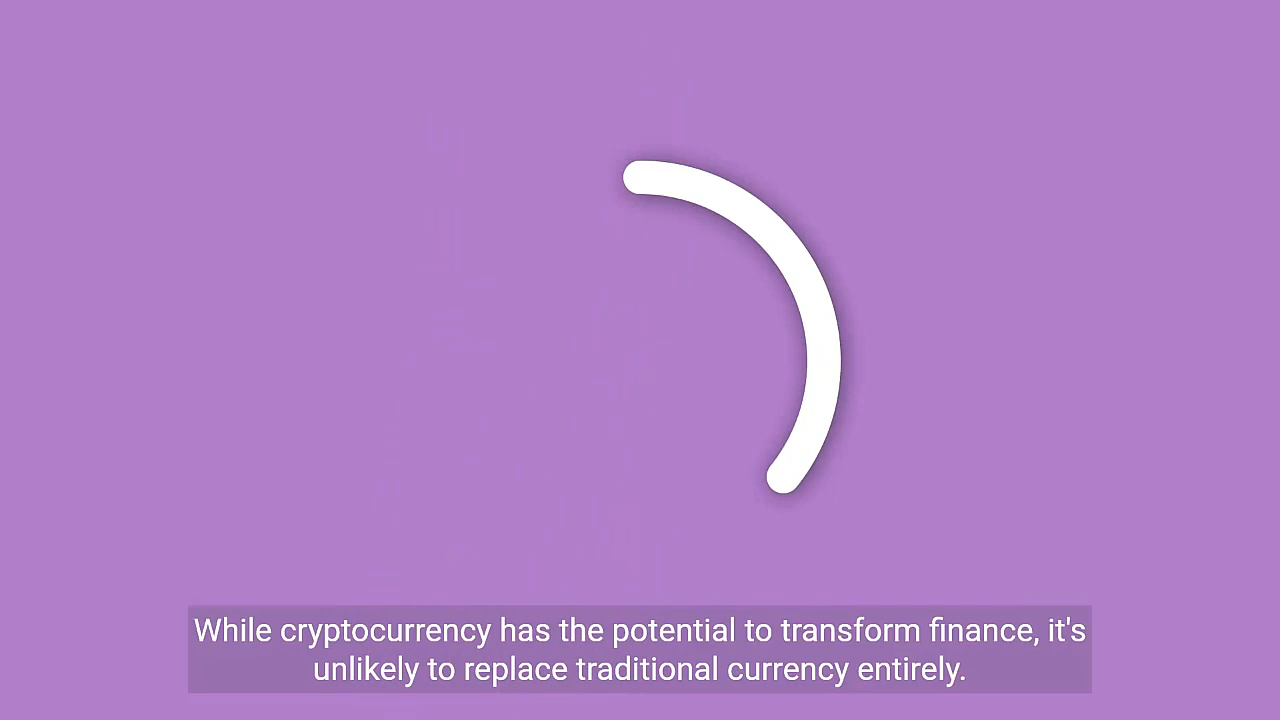 While cryptocurrency has the potential to transform finance, it's
unlikely to replace traditional currency entirely.